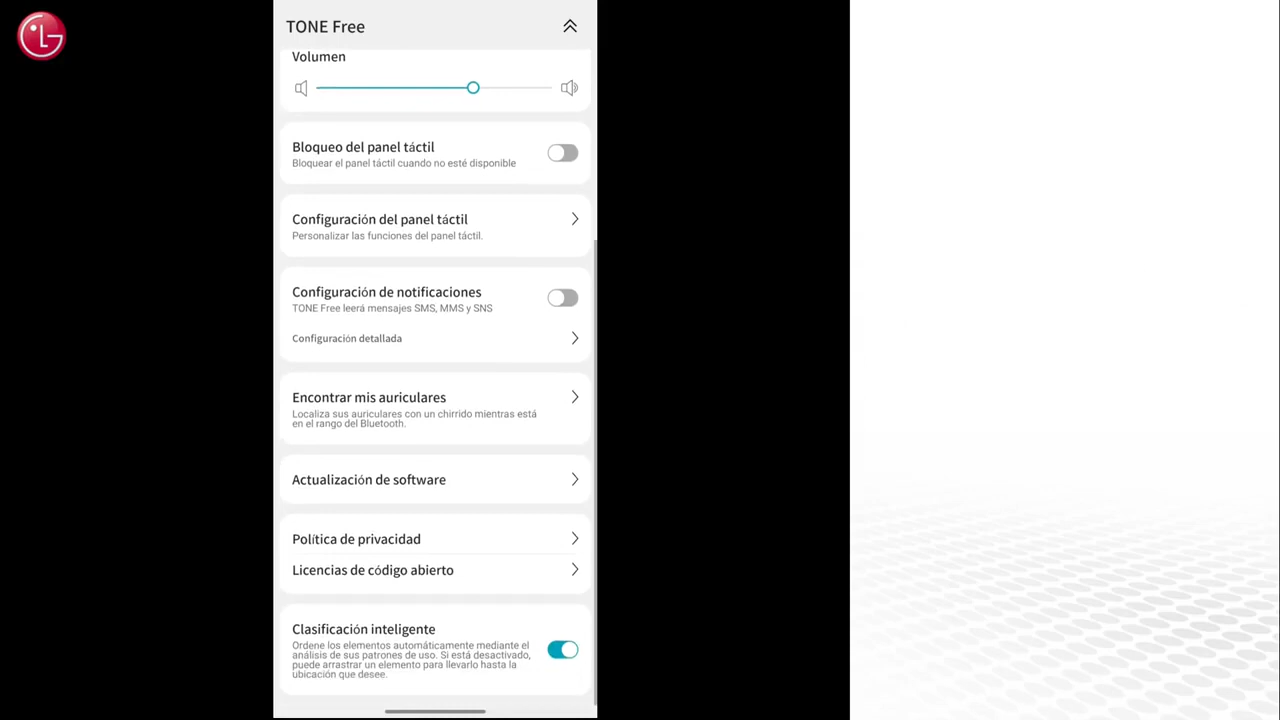 LG
TONE Free
Volumen
Bloqueo del panel táctil
Bloquear el panel táctil cuando no esté disponible
Configuración del panel táctil
Personalizar las funciones del panel táctil.
Configuración de notificaciones
TONE Free leerá mensajes SMS, MMS y SNS
Configuración detallada
Encontrar mis auriculares
Localiza sus auriculares con un chirrido mientras está
en el rango del Bluetooth.
Actualización de software
Política de privacidad
Licencias de código abierto
Clasificación inteligente
Ordene los elementos automáticamente mediante el
análisis de sus patrones de uso. Si está desactivado,
puede arrastrar un elemento para llevarlo hasta la
ubicación que desee.